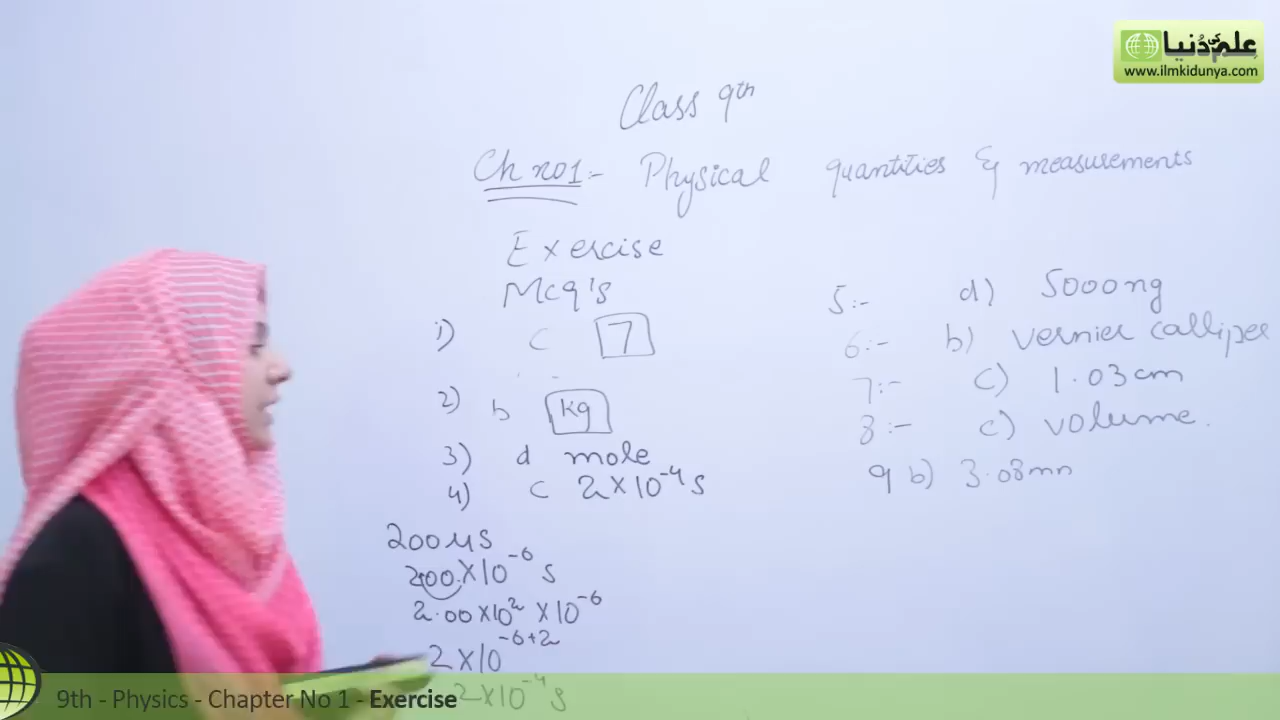 علم کی دُنیا
www.ilmkidunya.com
Class 9th
Ch no1:- Physical quantities & measurements
Exercise
Mcq's
1) c 7
2) b kg
3) d mole
4) c 2×10⁻⁴ s
200 μs
200.×10⁻⁶ s
2.00×10² ×10⁻⁶
2×10⁻⁶⁺²
2×10⁻⁴ s
5:- d) 5000ng
6:- b) vernier calliper
7:- c) 1.03cm
8:- c) volume.
9 b) 3.08mm
9th - Physics - Chapter No 1 - Exercise